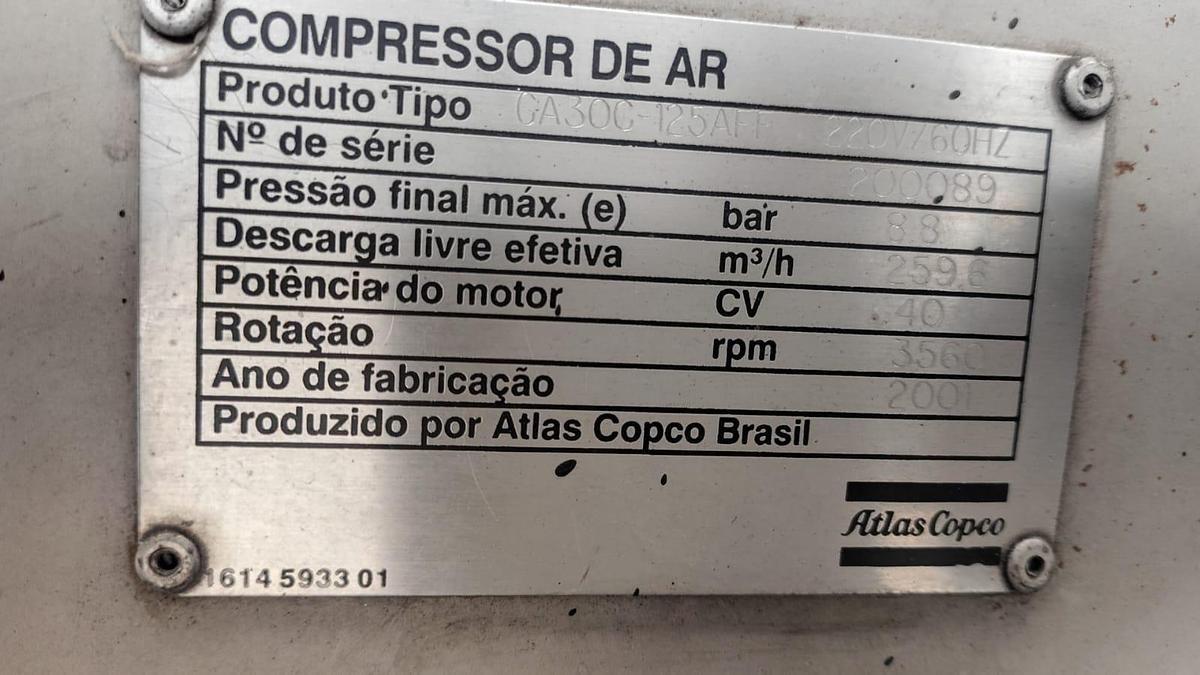 COMPRESSOR DE AR
Produto Tipo GA30C-125AFF 220V/60HZ
Nº de série 200089
Pressão final máx. (e) bar 8.8
Descarga livre efetiva m³/h 259.6
Potência do motor, CV 40
Rotação rpm 3560
Ano de fabricação 2001
Produzido por Atlas Copco Brasil
Atlas Copco
1614 5933 01